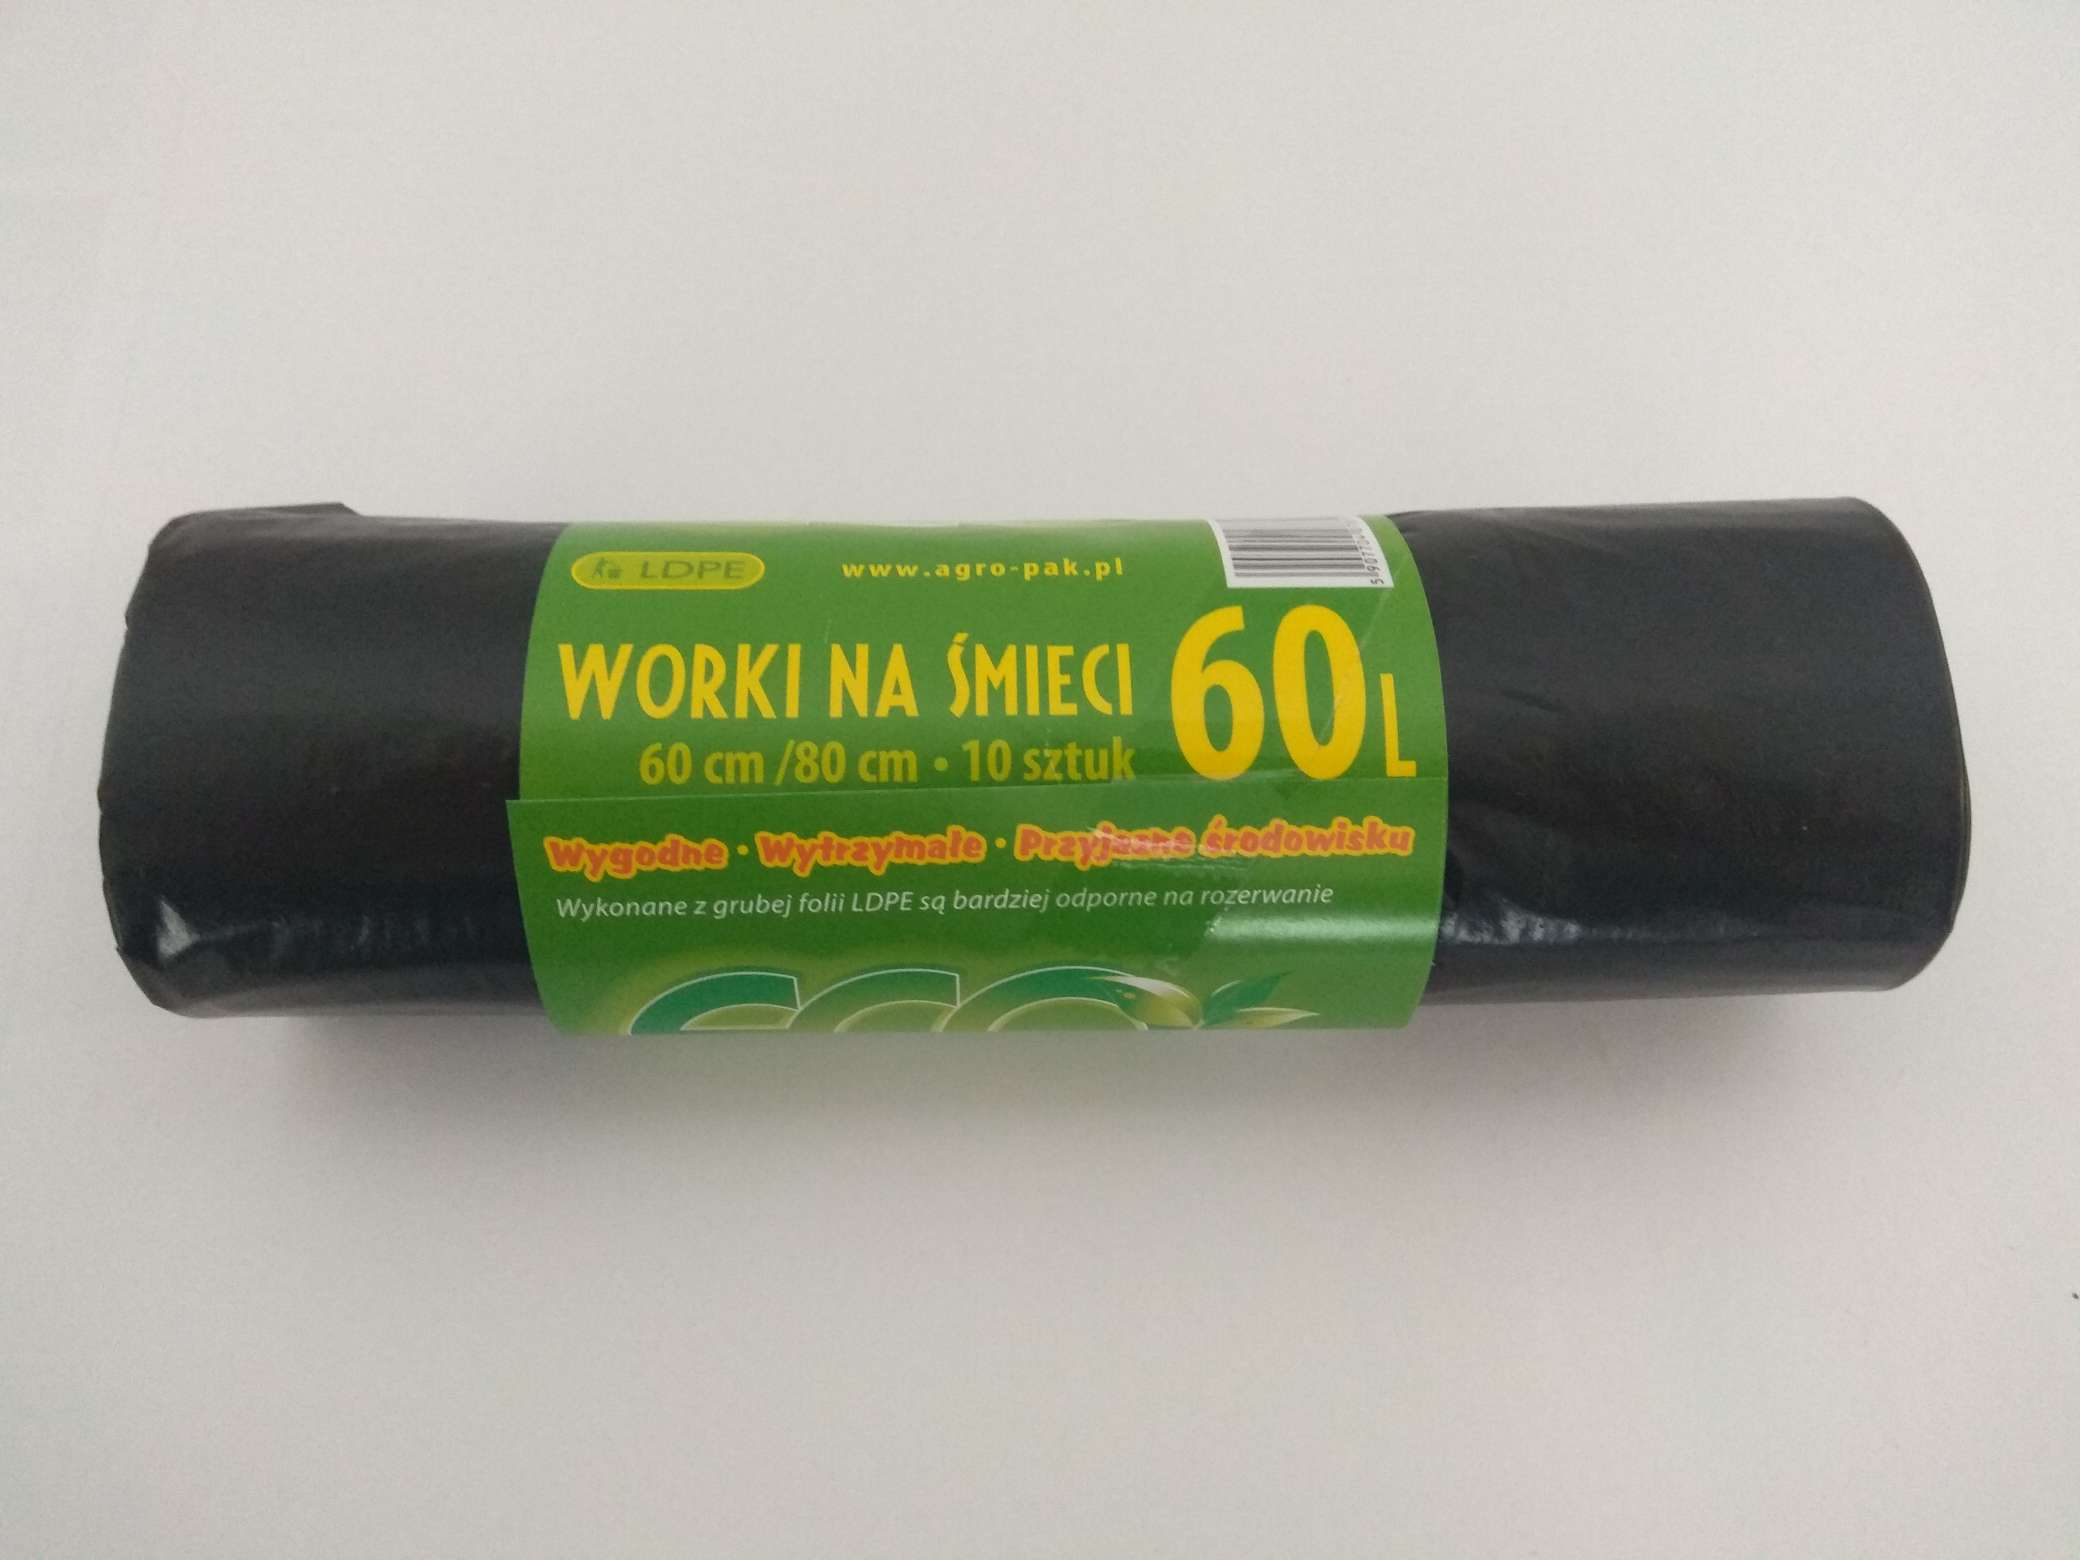 LDPE
www.agro-pak.pl
WORKI NA ŚMIECI 60 L
60 cm /80 cm • 10 sztuk
Wygodne • Wytrzymałe • Przyjazne środowisku
Wykonane z grubej folii LDPE są bardziej odporne na rozerwanie